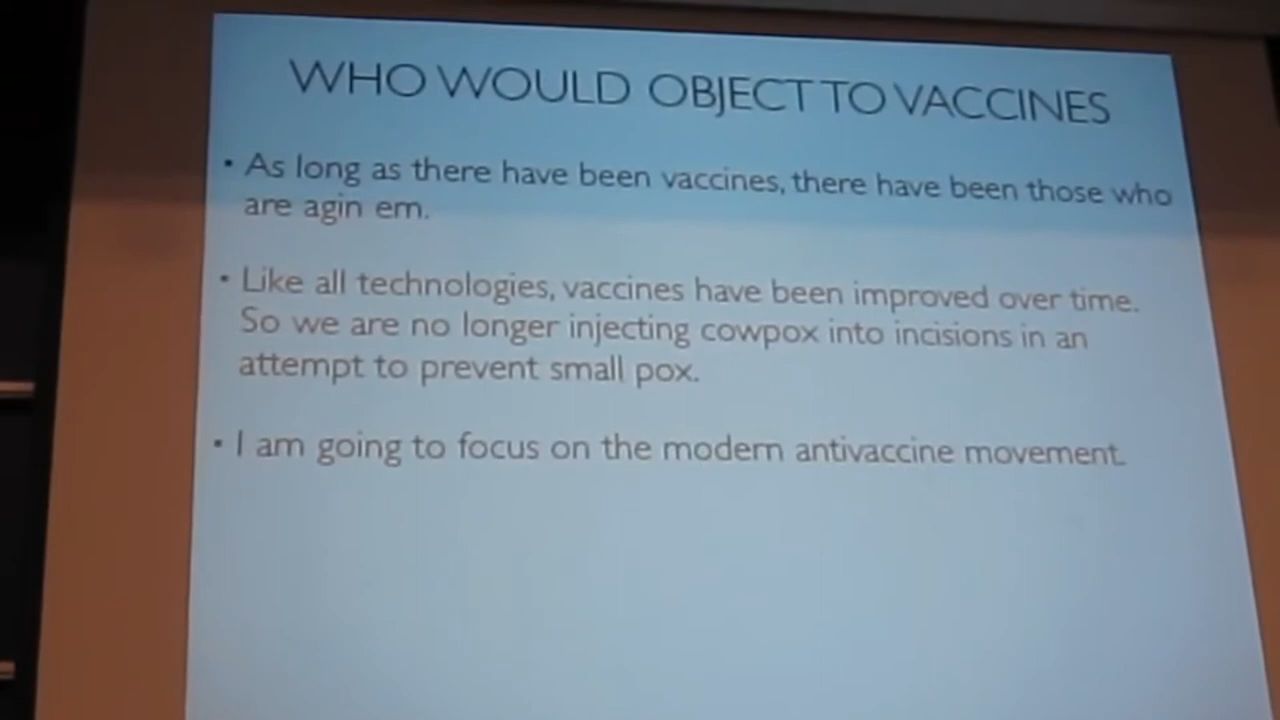 WHO WOULD OBJECT TO VACCINES
• As long as there have been vaccines, there have been those who
are agin em.
• Like all technologies, vaccines have been improved over time.
So we are no longer injecting cowpox into incisions in an
attempt to prevent small pox.
• I am going to focus on the modern antivaccine movement.